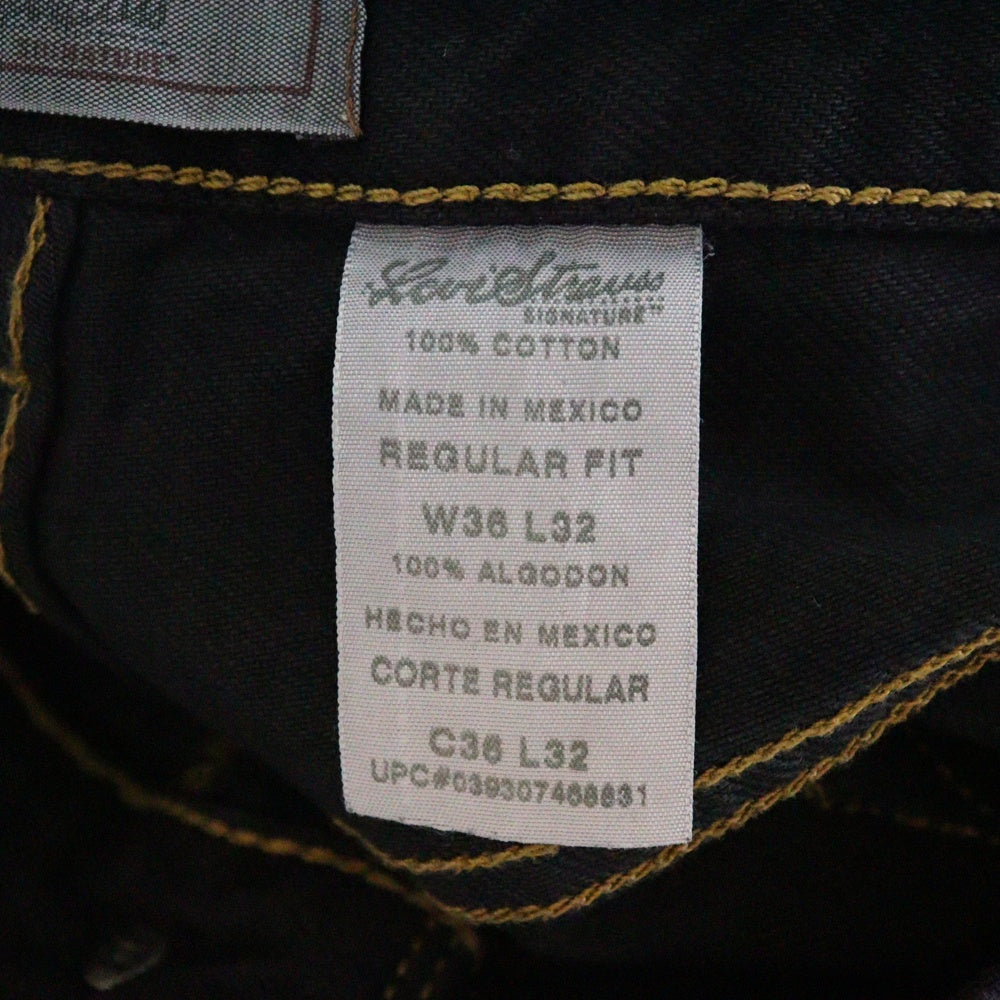 SIGNATURE™
Levi Strauss
SIGNATURE™
100% COTTON
MADE IN MEXICO
REGULAR FIT
W36 L32
100% ALGODON
HECHO EN MEXICO
CORTE REGULAR
C36 L32
UPC#039307468831